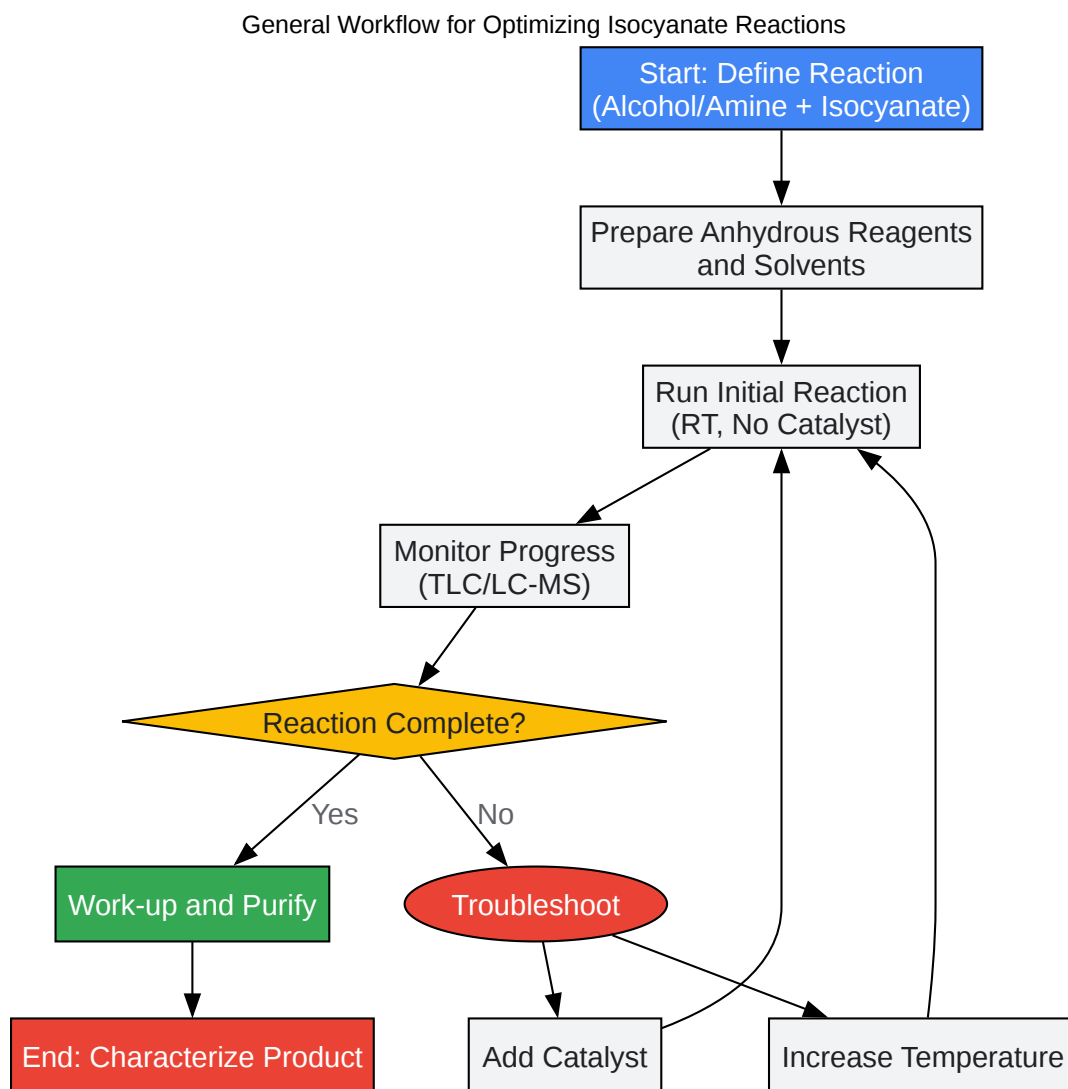 General Workflow for Optimizing Isocyanate Reactions
Start: Define Reaction
(Alcohol/Amine + Isocyanate)
Prepare Anhydrous Reagents
and Solvents
Run Initial Reaction
(RT, No Catalyst)
Monitor Progress
(TLC/LC-MS)
Reaction Complete?
Yes
No
Work-up and Purify
Troubleshoot
End: Characterize Product
Add Catalyst
Increase Temperature